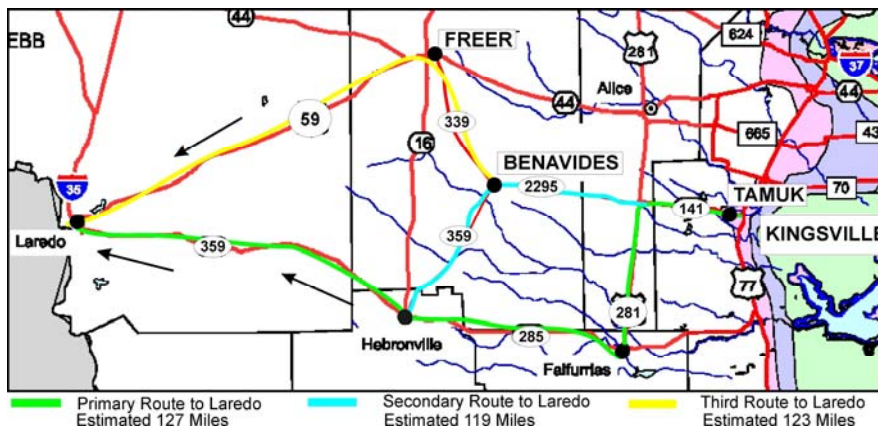 44
281
624
37
EBB
FREER
Alice
44
44
59
339
665
43
16
BENAVIDES
35
2295
TAMUK
70
141
Laredo
359
359
KINGSVILLE
77
281
Hebronville
285
Falfurrias
Primary Route to Laredo
Estimated 127 Miles
Secondary Route to Laredo
Estimated 119 Miles
Third Route to Laredo
Estimated 123 Miles